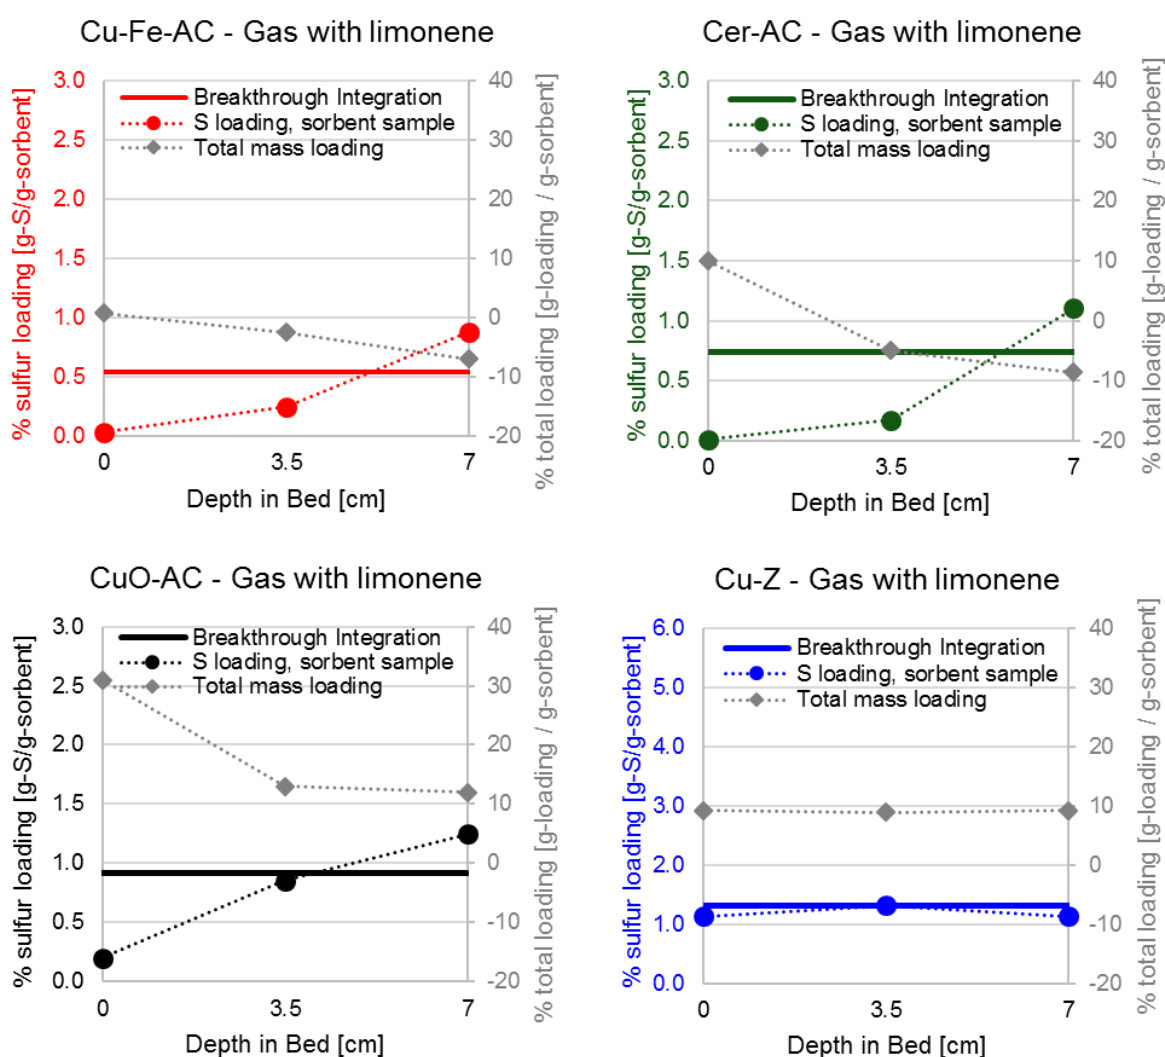 Cu-Fe-AC - Gas with limonene
% sulfur loading [g-S/g-sorbent]
3.0
2.5
2.0
1.5
1.0
0.5
0.0
Breakthrough Integration
S loading, sorbent sample
Total mass loading
40
30
20
10
0
-10
-20
% total loading [g-loading / g-sorbent]
0
3.5
7
Depth in Bed [cm]
Cer-AC - Gas with limonene
% sulfur loading [g-S/g-sorbent]
3.0
2.5
2.0
1.5
1.0
0.5
0.0
Breakthrough Integration
S loading, sorbent sample
Total mass loading
40
30
20
10
0
-10
-20
% total loading [g-loading / g-sorbent]
0
3.5
7
Depth in Bed [cm]
CuO-AC - Gas with limonene
% sulfur loading [g-S/g-sorbent]
3.0
2.5
2.0
1.5
1.0
0.5
0.0
Breakthrough Integration
S loading, sorbent sample
Total mass loading
40
30
20
10
0
-10
-20
% total loading [g-loading / g-sorbent]
0
3.5
7
Depth in Bed [cm]
Cu-Z - Gas with limonene
% sulfur loading [g-S/g-sorbent]
6.0
5.0
4.0
3.0
2.0
1.0
0.0
Breakthrough Integration
S loading, sorbent sample
Total mass loading
40
30
20
10
0
-10
-20
% total loading [g-loading / g-sorbent]
0
3.5
7
Depth in Bed [cm]